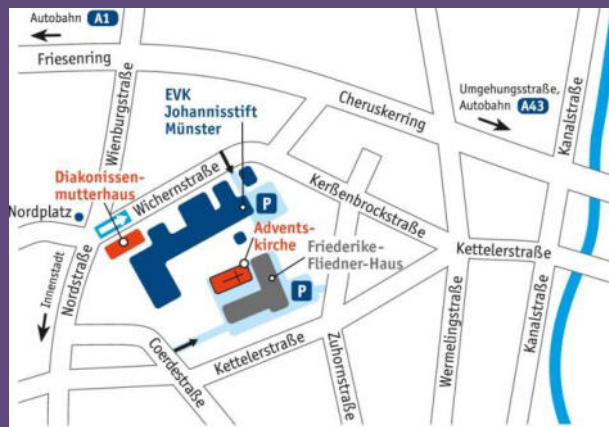 Autobahn A1
Friesenring
Wienburgstraße
EVK
Johannisstift
Münster
Cheruskerring
Umgehungsstraße,
Autobahn A43
Kanalstraße
Diakonissen-
mutterhaus
Wichernstraße
P
Kerßenbrockstraße
Nordplatz
Advents-
kirche
Friederike-
Fliedner-Haus
Kettelerstraße
Innenstadt
Nordstraße
P
Coerdestraße
Kettelerstraße
Zuhornstraße
Wermelingstraße
Kanalstraße